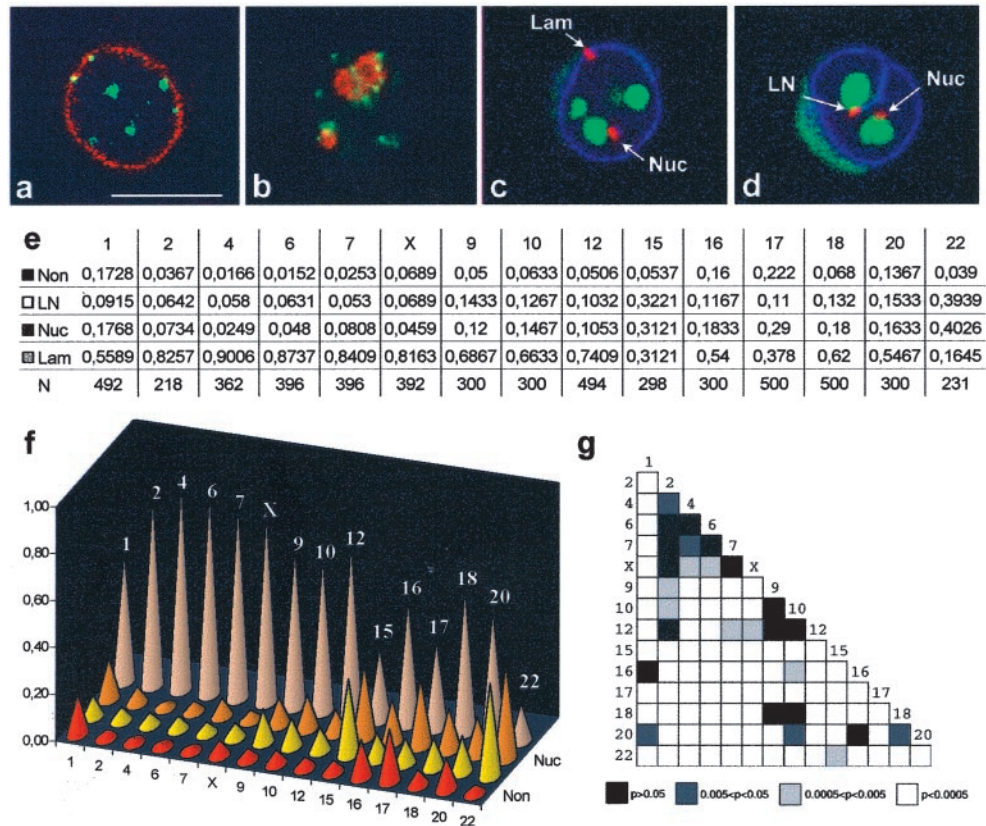 Lam
LN
Nuc
Nuc
a
b
c
d
e 1 2 4 6 7 X 9 10 12 15 16 17 18 20 22
Non 0,1728 0,0367 0,0166 0,0152 0,0253 0,0689 0,05 0,0633 0,0506 0,0537 0,16 0,222 0,068 0,1367 0,039
LN 0,0915 0,0642 0,058 0,0631 0,053 0,0689 0,1433 0,1267 0,1032 0,3221 0,1167 0,11 0,132 0,1533 0,3939
Nuc 0,1768 0,0734 0,0249 0,048 0,0808 0,0459 0,12 0,1467 0,1053 0,3121 0,1833 0,29 0,18 0,1633 0,4026
Lam 0,5589 0,8257 0,9006 0,8737 0,8409 0,8163 0,6867 0,6633 0,7409 0,3121 0,54 0,378 0,62 0,5467 0,1645
N 492 218 362 396 396 392 300 300 494 298 300 500 500 300 231
f
1,00
0,80
0,60
0,40
0,20
0,00
1 2 4 6 7 X 9 10 12 15 16 17 18 20 22
1 2 4 6 7 X 9 10 12 15 16 17 18 20 22
Nuc
Non
g
1
2 2
4 4
6 6
7 7
X X
9 9
10 10
12 12
15 15
16 16
17 17
18 18
20 20
22
p>0.05 0.005<p<0.05 0.0005<p<0.005 p<0.0005